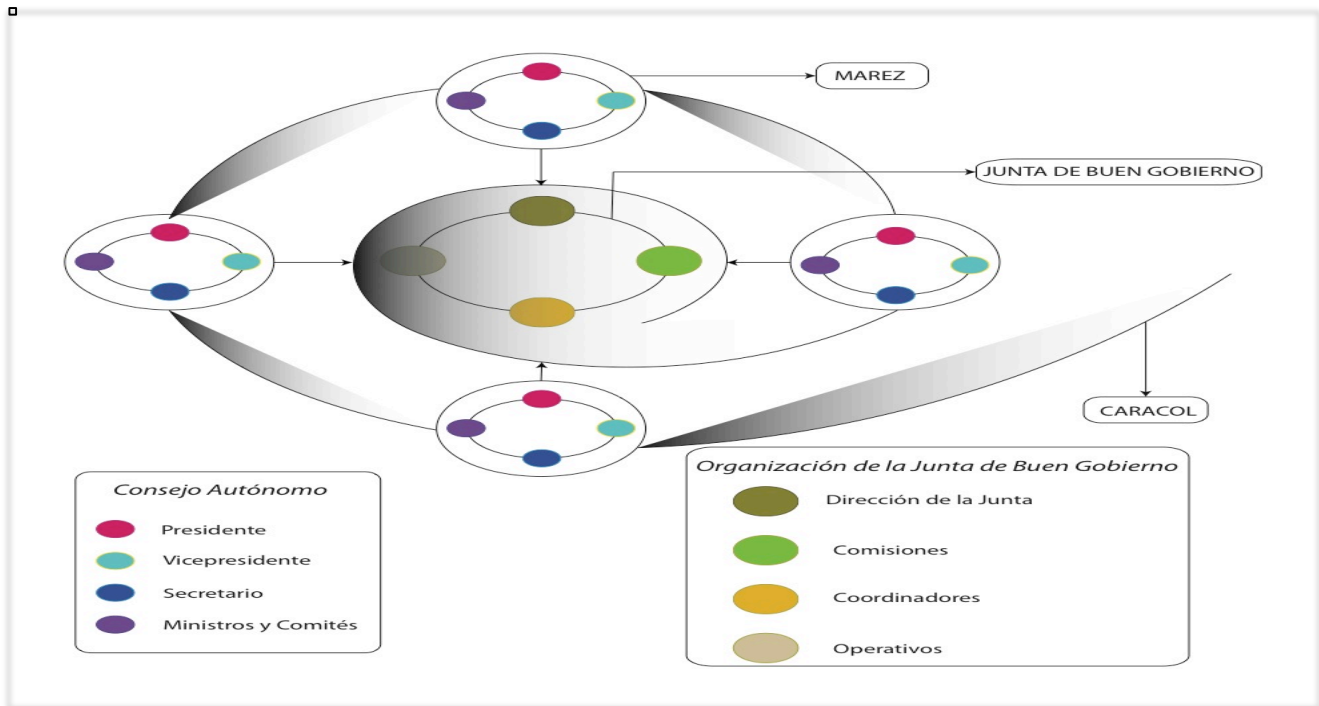 MAREZ
JUNTA DE BUEN GOBIERNO
CARACOL
Consejo Autónomo
Presidente
Vicepresidente
Secretario
Ministros y Comités
Organización de la Junta de Buen Gobierno
Dirección de la Junta
Comisiones
Coordinadores
Operativos